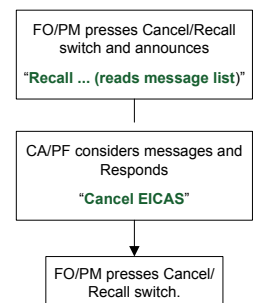 FO/PM presses Cancel/Recall
switch and announces
“Recall ... (reads message list)”
CA/PF considers messages and
Responds
“Cancel EICAS”
FO/PM presses Cancel/
Recall switch.